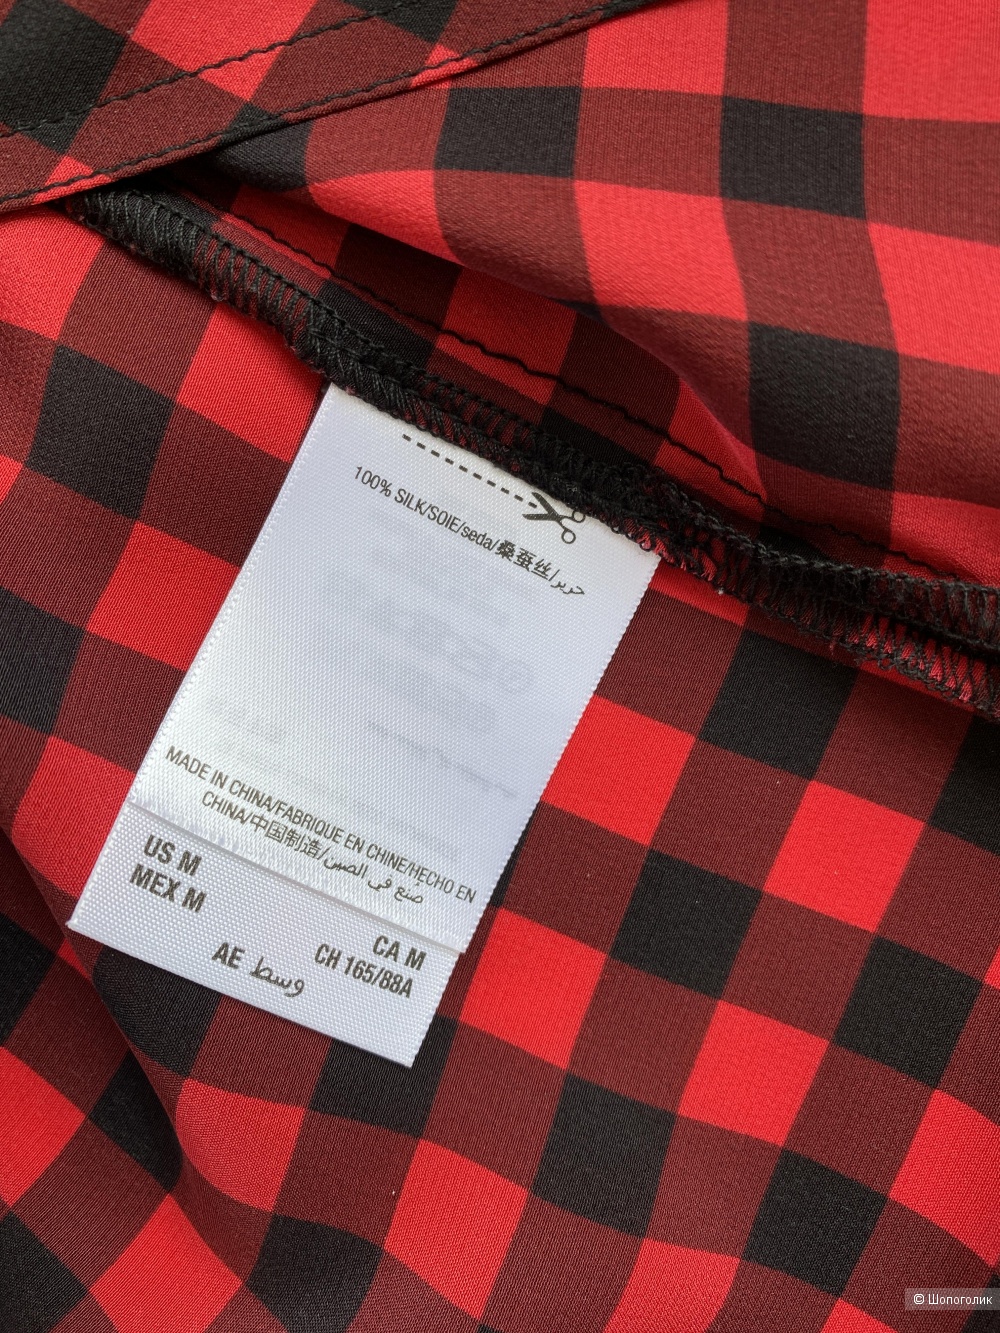 100% SILK/SOIE/seda/桑蚕丝/حرير
MADE IN CHINA/FABRIQUE EN CHINE/HECHO EN
CHINA/中国制造/صنع في الصين
US M
MEX M
CA M
CH 165/88A
AE وسط
© Шопоголик